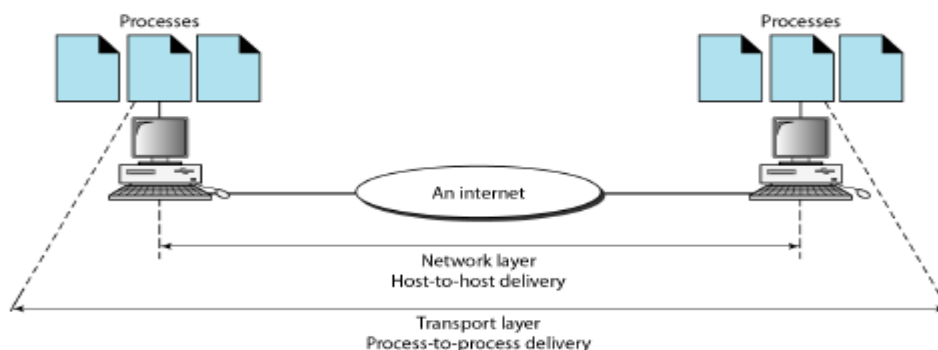 Processes
Processes
An internet
Network layer
Host-to-host delivery
Transport layer
Process-to-process delivery